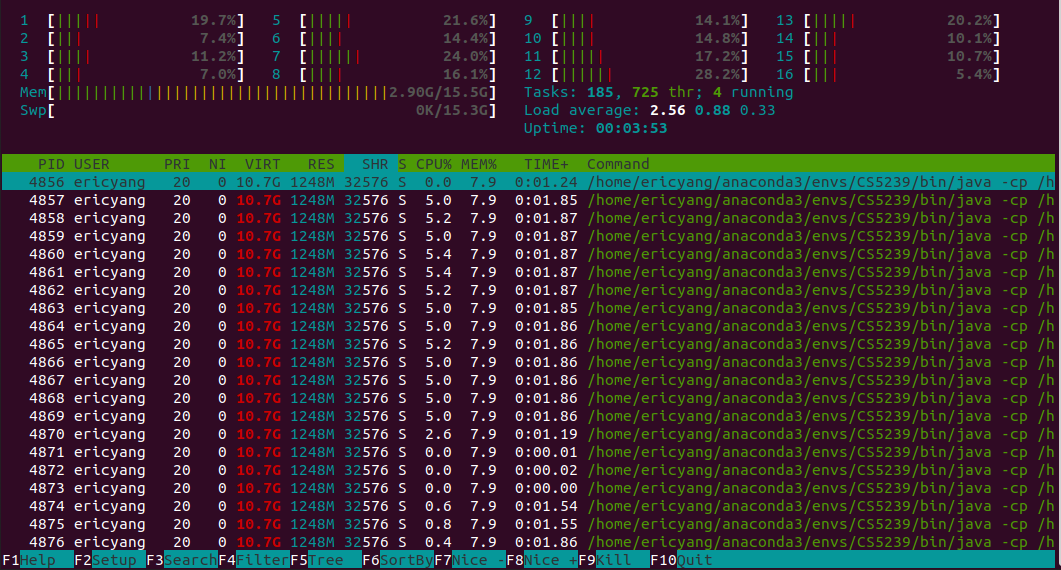 1 [||||| 19.7%] 5 [||||| 21.6%] 9 [|||| 14.1%] 13 [||||| 20.2%]
2 [||| 7.4%] 6 [|||| 14.4%] 10 [|||| 14.8%] 14 [||| 10.1%]
3 [|||| 11.2%] 7 [|||||| 24.0%] 11 [||||| 17.2%] 15 [||| 10.7%]
4 [||| 7.0%] 8 [|||| 16.1%] 12 [|||||| 28.2%] 16 [||| 5.4%]
Mem[|||||||||||||||||||||||||||||||||||||2.90G/15.5G] Tasks: 185, 725 thr; 4 running
Swp[ 0K/15.3G] Load average: 2.56 0.88 0.33
Uptime: 00:03:53
PID USER PRI NI VIRT RES SHR S CPU% MEM% TIME+ Command
4856 ericyang 20 0 10.7G 1248M 32576 S 0.0 7.9 0:01.24 /home/ericyang/anaconda3/envs/CS5239/bin/java -cp /h
4857 ericyang 20 0 10.7G 1248M 32576 S 5.0 7.9 0:01.85 /home/ericyang/anaconda3/envs/CS5239/bin/java -cp /h
4858 ericyang 20 0 10.7G 1248M 32576 S 5.2 7.9 0:01.87 /home/ericyang/anaconda3/envs/CS5239/bin/java -cp /h
4859 ericyang 20 0 10.7G 1248M 32576 S 5.0 7.9 0:01.87 /home/ericyang/anaconda3/envs/CS5239/bin/java -cp /h
4860 ericyang 20 0 10.7G 1248M 32576 S 5.4 7.9 0:01.87 /home/ericyang/anaconda3/envs/CS5239/bin/java -cp /h
4861 ericyang 20 0 10.7G 1248M 32576 S 5.4 7.9 0:01.87 /home/ericyang/anaconda3/envs/CS5239/bin/java -cp /h
4862 ericyang 20 0 10.7G 1248M 32576 S 5.2 7.9 0:01.87 /home/ericyang/anaconda3/envs/CS5239/bin/java -cp /h
4863 ericyang 20 0 10.7G 1248M 32576 S 5.0 7.9 0:01.85 /home/ericyang/anaconda3/envs/CS5239/bin/java -cp /h
4864 ericyang 20 0 10.7G 1248M 32576 S 5.0 7.9 0:01.86 /home/ericyang/anaconda3/envs/CS5239/bin/java -cp /h
4865 ericyang 20 0 10.7G 1248M 32576 S 5.2 7.9 0:01.86 /home/ericyang/anaconda3/envs/CS5239/bin/java -cp /h
4866 ericyang 20 0 10.7G 1248M 32576 S 5.0 7.9 0:01.86 /home/ericyang/anaconda3/envs/CS5239/bin/java -cp /h
4867 ericyang 20 0 10.7G 1248M 32576 S 5.0 7.9 0:01.86 /home/ericyang/anaconda3/envs/CS5239/bin/java -cp /h
4868 ericyang 20 0 10.7G 1248M 32576 S 5.0 7.9 0:01.86 /home/ericyang/anaconda3/envs/CS5239/bin/java -cp /h
4869 ericyang 20 0 10.7G 1248M 32576 S 5.0 7.9 0:01.86 /home/ericyang/anaconda3/envs/CS5239/bin/java -cp /h
4870 ericyang 20 0 10.7G 1248M 32576 S 2.6 7.9 0:01.19 /home/ericyang/anaconda3/envs/CS5239/bin/java -cp /h
4871 ericyang 20 0 10.7G 1248M 32576 S 0.0 7.9 0:00.01 /home/ericyang/anaconda3/envs/CS5239/bin/java -cp /h
4872 ericyang 20 0 10.7G 1248M 32576 S 0.0 7.9 0:00.02 /home/ericyang/anaconda3/envs/CS5239/bin/java -cp /h
4873 ericyang 20 0 10.7G 1248M 32576 S 0.0 7.9 0:00.00 /home/ericyang/anaconda3/envs/CS5239/bin/java -cp /h
4874 ericyang 20 0 10.7G 1248M 32576 S 0.6 7.9 0:01.54 /home/ericyang/anaconda3/envs/CS5239/bin/java -cp /h
4875 ericyang 20 0 10.7G 1248M 32576 S 0.8 7.9 0:01.55 /home/ericyang/anaconda3/envs/CS5239/bin/java -cp /h
4876 ericyang 20 0 10.7G 1248M 32576 S 0.4 7.9 0:01.86 /home/ericyang/anaconda3/envs/CS5239/bin/java -cp /h
F1Help F2Setup F3SearchF4FilterF5Tree F6SortByF7Nice -F8Nice +F9Kill F10Quit